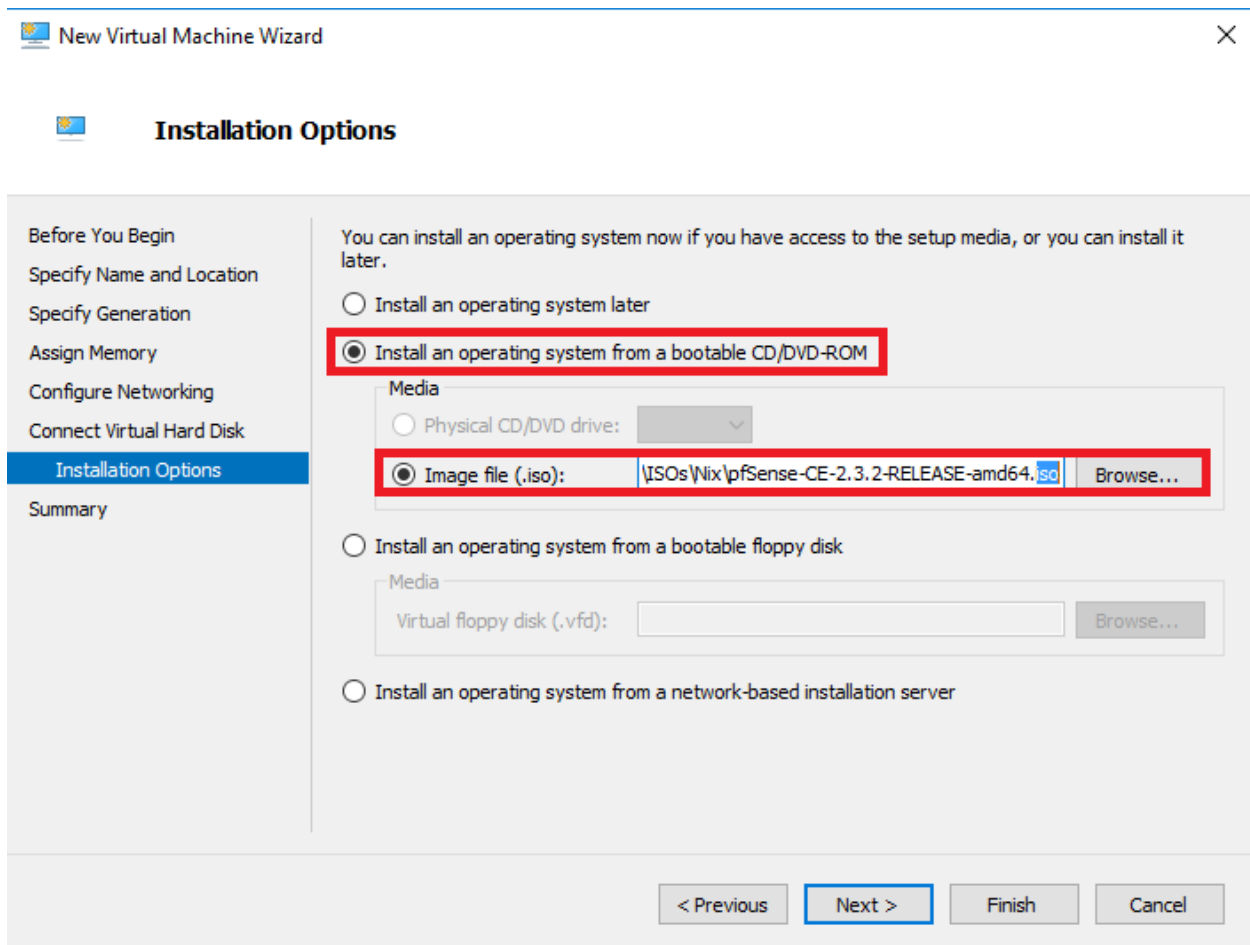 New Virtual Machine Wizard
Installation Options
Before You Begin
Specify Name and Location
Specify Generation
Assign Memory
Configure Networking
Connect Virtual Hard Disk
Installation Options
Summary
You can install an operating system now if you have access to the setup media, or you can install it
later.
Install an operating system later
Install an operating system from a bootable CD/DVD-ROM
Media
Physical CD/DVD drive:
Image file (.iso): \ISOs\Nix\pfSense-CE-2.3.2-RELEASE-amd64.iso Browse...
Install an operating system from a bootable floppy disk
Media
Virtual floppy disk (.vfd): Browse...
Install an operating system from a network-based installation server
< Previous Next > Finish Cancel